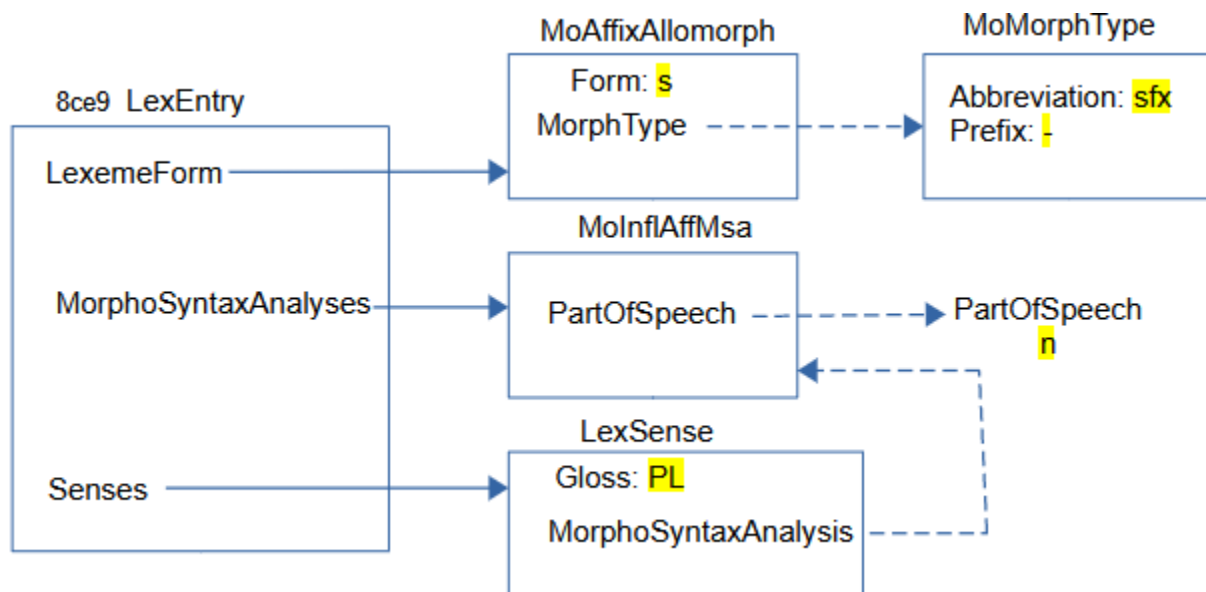 MoAffixAllomorph
MoMorphType
8ce9 LexEntry
Form: s
MorphType
Abbreviation: sfx
Prefix: -
LexemeForm
MoInflAffMsa
MorphoSyntaxAnalyses
PartOfSpeech
PartOfSpeech
n
LexSense
Senses
Gloss: PL
MorphoSyntaxAnalysis